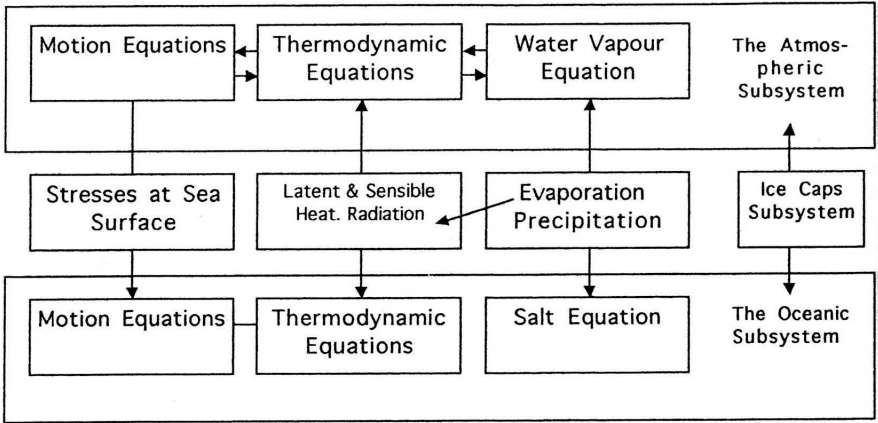 Motion Equations
Thermodynamic
Equations
Water Vapour
Equation
The Atmos-
pheric
Subsystem
Stresses at Sea
Surface
Latent & Sensible
Heat. Radiation
Evaporation
Precipitation
Ice Caps
Subsystem
Motion Equations
Thermodynamic
Equations
Salt Equation
The Oceanic
Subsystem